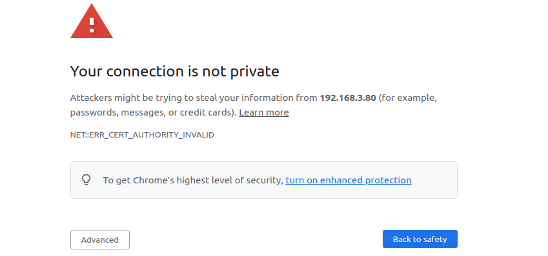 Your connection is not private
Attackers might be trying to steal your information from 192.168.3.80 (for example,
passwords, messages, or credit cards). Learn more
NET::ERR_CERT_AUTHORITY_INVALID
To get Chrome's highest level of security, turn on enhanced protection
Advanced
Back to safety